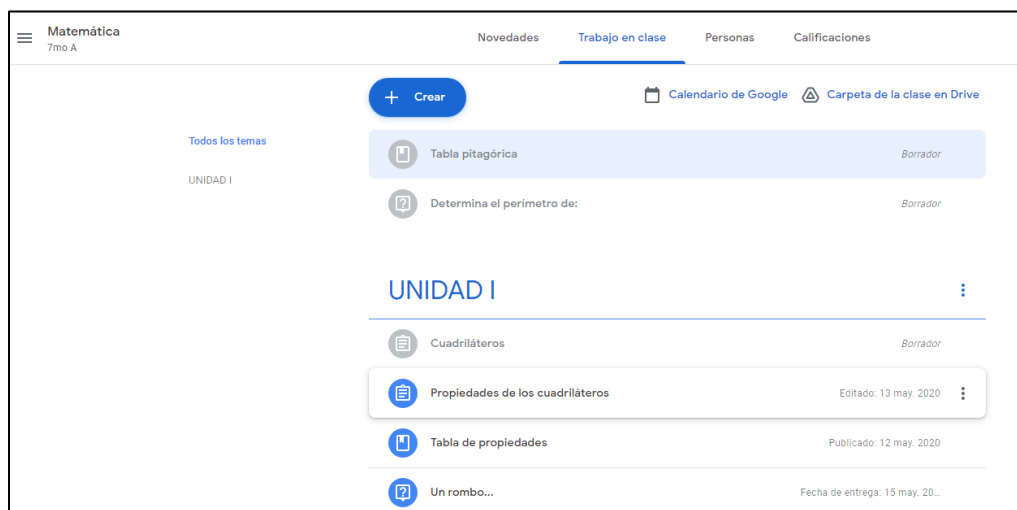 Matemática
7mo A
Novedades
Trabajo en clase
Personas
Calificaciones
Crear
Calendario de Google
Carpeta de la clase en Drive
Todos los temas
UNIDAD I
Tabla pitagórica
Borrador
Determina el perímetro de:
Borrador
UNIDAD I
Cuadriláteros
Borrador
Propiedades de los cuadriláteros
Editado: 13 may. 2020
Tabla de propiedades
Publicado: 12 may. 2020
Un rombo...
Fecha de entrega: 15 may. 20...